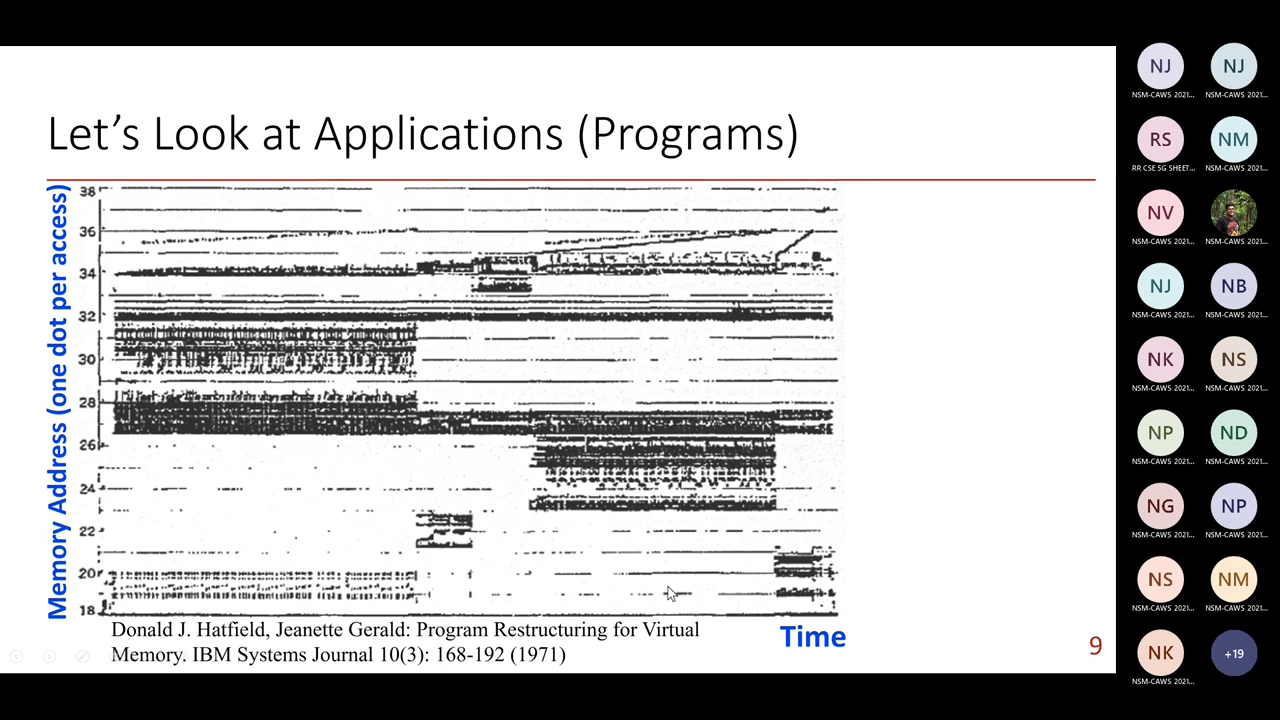 Let's Look at Applications (Programs)
Memory Address (one dot per access)
38
36
34
32
30
28
26
24
22
20
18
Donald J. Hatfield, Jeanette Gerald: Program Restructuring for Virtual
Memory. IBM Systems Journal 10(3): 168-192 (1971)
Time
9
NJ NJ
NSM-CAWS 2021... NSM-CAWS 2021...
RS NM
RR CSE 5G SHEET... NSM-CAWS 2021...
NV
NSM-CAWS 2021... NSM-CAWS 2021...
NJ NB
NSM-CAWS 2021... NSM-CAWS 2021...
NK NS
NSM-CAWS 2021... NSM-CAWS 2021...
NP ND
NSM-CAWS 2021... NSM-CAWS 2021...
NG NP
NSM-CAWS 2021... NSM-CAWS 2021...
NS NM
NSM-CAWS 2021... NSM-CAWS 2021...
NK +19
NSM-CAWS 2021...